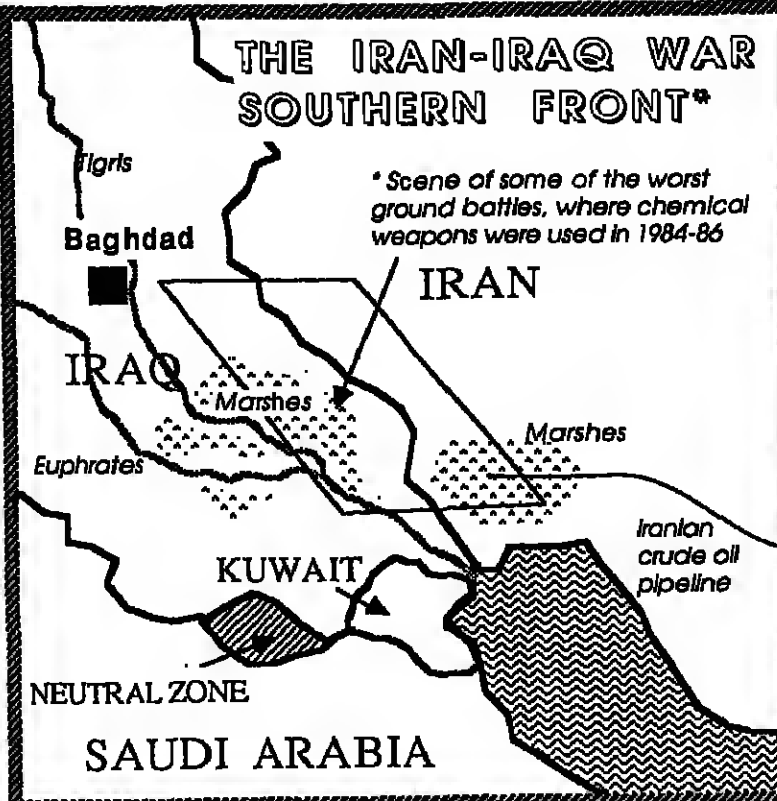 THE IRAN-IRAQ WAR
SOUTHERN FRONT*
* Scene of some of the worst
ground battles, where chemical
weapons were used in 1984-86
Tigris
Baghdad
IRAN
IRAQ
Marshes
Marshes
Euphrates
Iranian
crude oil
pipeline
KUWAIT
NEUTRAL ZONE
SAUDI ARABIA